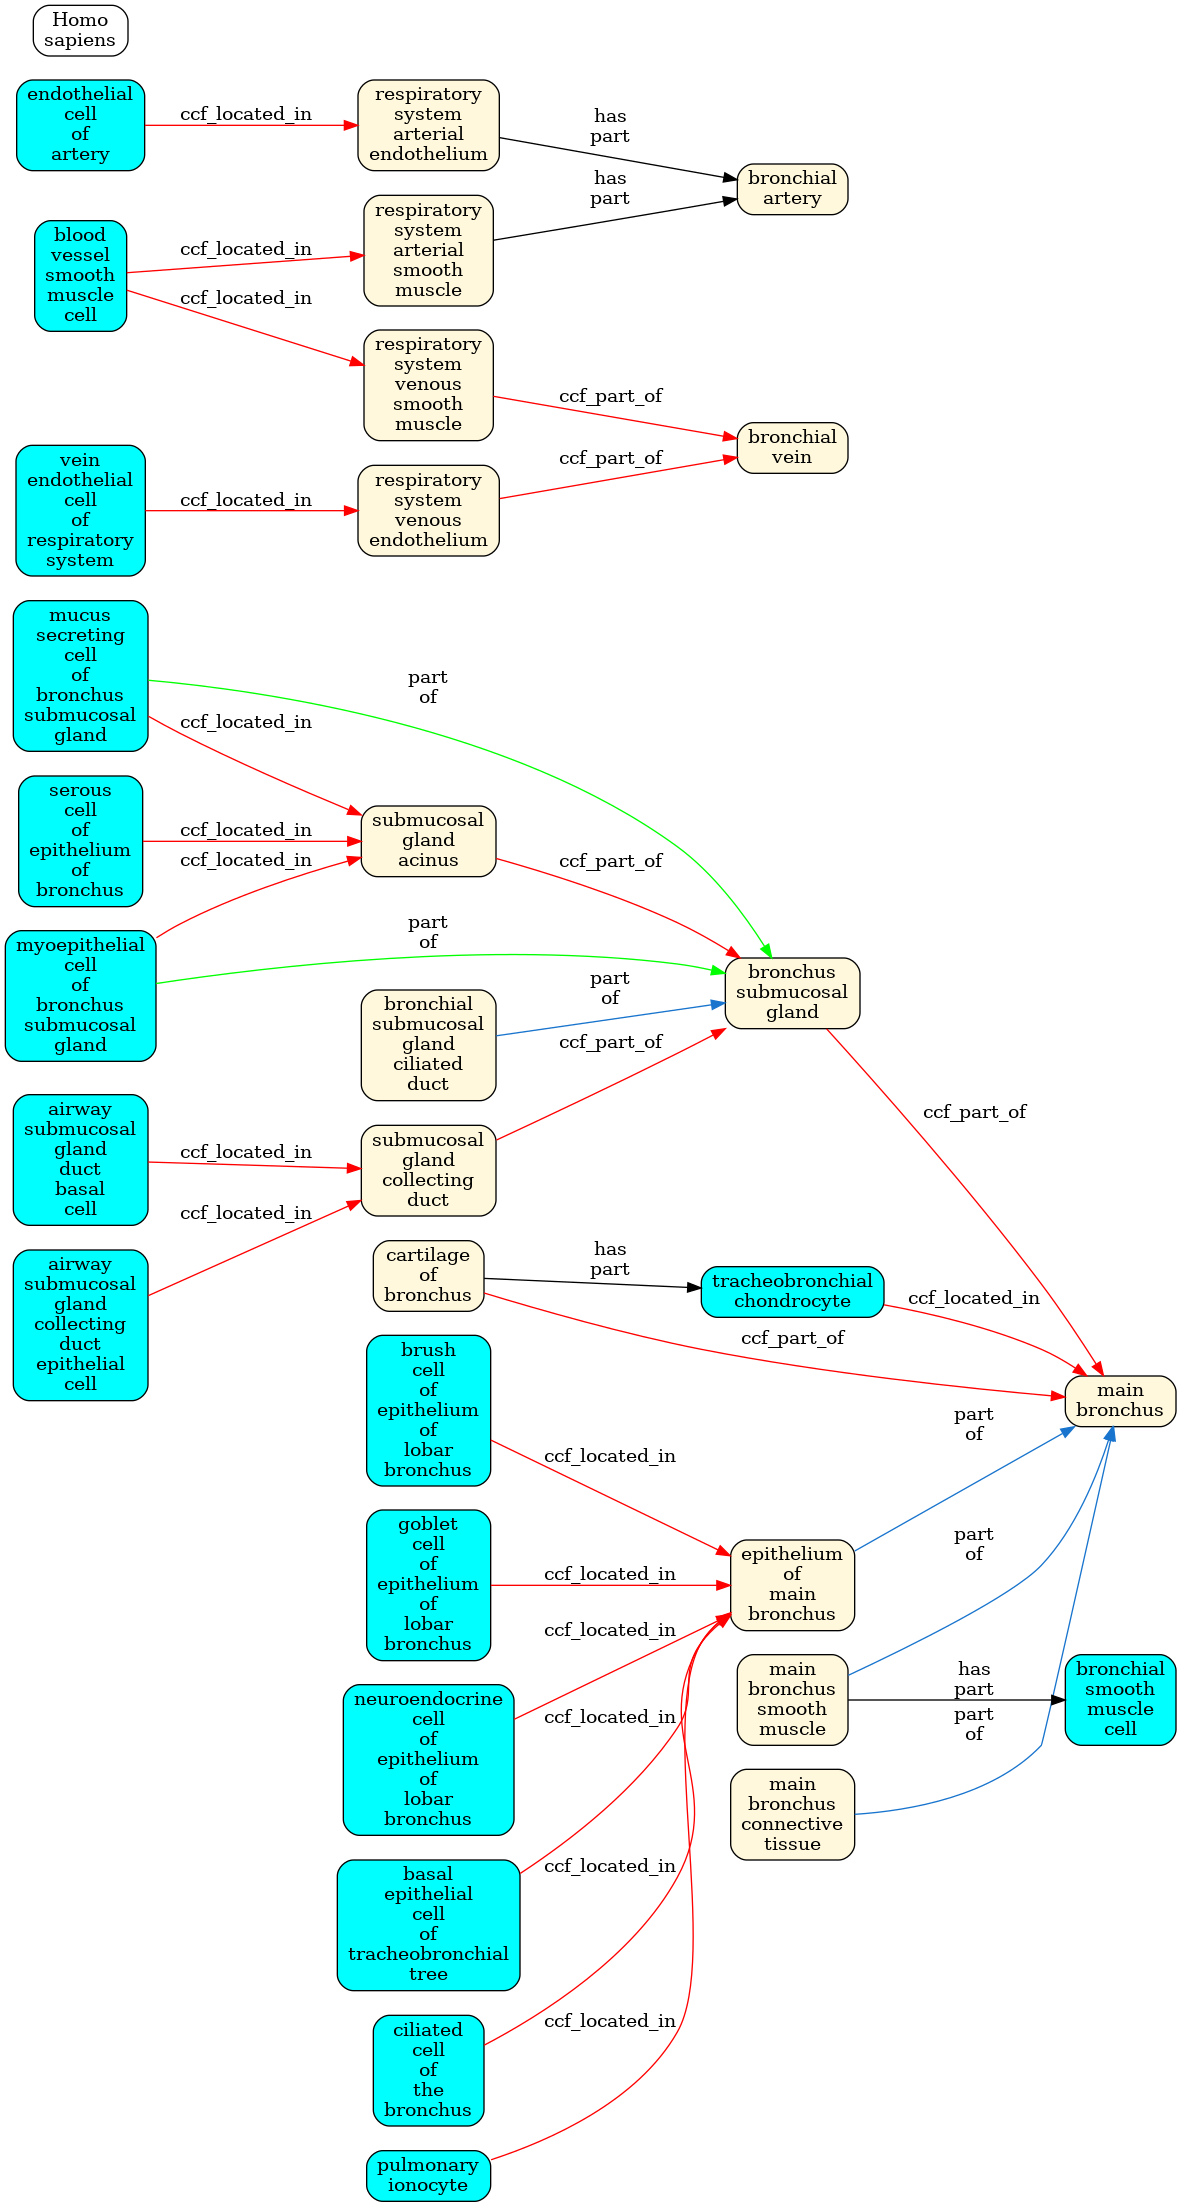 Homo
sapiens
endothelial
cell
of
artery
ccf_located_in
respiratory
system
arterial
endothelium
has
part
bronchial
artery
blood
vessel
smooth
muscle
cell
ccf_located_in
ccf_located_in
respiratory
system
arterial
smooth
muscle
has
part
respiratory
system
venous
smooth
muscle
ccf_part_of
bronchial
vein
vein
endothelial
cell
of
respiratory
system
ccf_located_in
respiratory
system
venous
endothelium
ccf_part_of
mucus
secreting
cell
of
bronchus
submucosal
gland
part
of
ccf_located_in
serous
cell
of
epithelium
of
bronchus
ccf_located_in
submucosal
gland
acinus
ccf_part_of
myoepithelial
cell
of
bronchus
submucosal
gland
ccf_located_in
part
of
bronchial
submucosal
gland
ciliated
duct
part
of
bronchus
submucosal
gland
ccf_part_of
airway
submucosal
gland
duct
basal
cell
ccf_located_in
submucosal
gland
collecting
duct
ccf_part_of
airway
submucosal
gland
collecting
duct
epithelial
cell
ccf_located_in
cartilage
of
bronchus
has
part
tracheobronchial
chondrocyte
ccf_located_in
ccf_part_of
main
bronchus
brush
cell
of
epithelium
of
lobar
bronchus
ccf_located_in
goblet
cell
of
epithelium
of
lobar
bronchus
ccf_located_in
epithelium
of
main
bronchus
part
of
neuroendocrine
cell
of
epithelium
of
lobar
bronchus
ccf_located_in
main
bronchus
smooth
muscle
part
of
has
part
bronchial
smooth
muscle
cell
main
bronchus
connective
tissue
part
of
basal
epithelial
cell
of
tracheobronchial
tree
ccf_located_in
ciliated
cell
of
the
bronchus
ccf_located_in
pulmonary
ionocyte
ccf_located_in